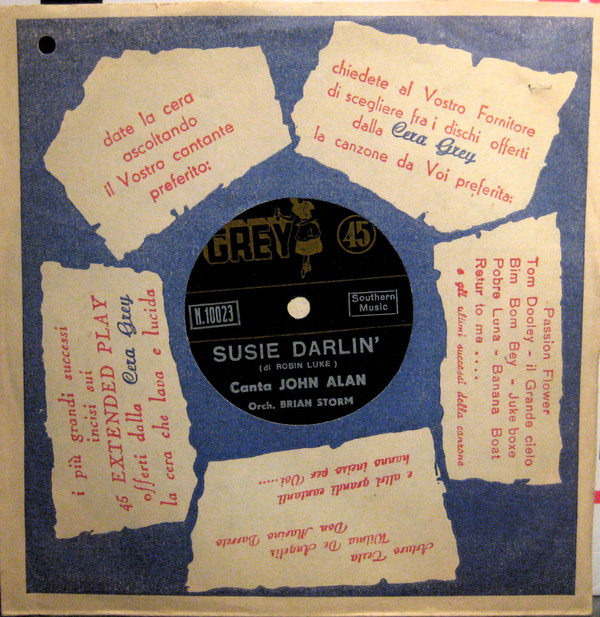 date la cera
ascoltando
il Vostro cantante
preferito:
chiedete al Vostro Fornitore
di scegliere fra i dischi offerti
dalla Cera Grey
la canzone da Voi preferita:
GREY
45
N.10023
Southern
Music
SUSIE DARLIN'
(di ROBIN LUKE)
Canta JOHN ALAN
Orch. BRIAN STORM
- Passion Flower
Tom Dooley - il Grande cielo
Bim Bom Bey - Juke boxe
Pobre Luna - Banana Boat
Retur to me ....
e gli ultimi successi della canzone
Arturo Testa
Wilma De Angelis
Don Marino Barreto
e altri grandi cantanti
hanno inciso per Voi.....
i più grandi successi
incisi sui
45 EXTENDED PLAY
offerti dalla Cera Grey
la cera che lava e lucida